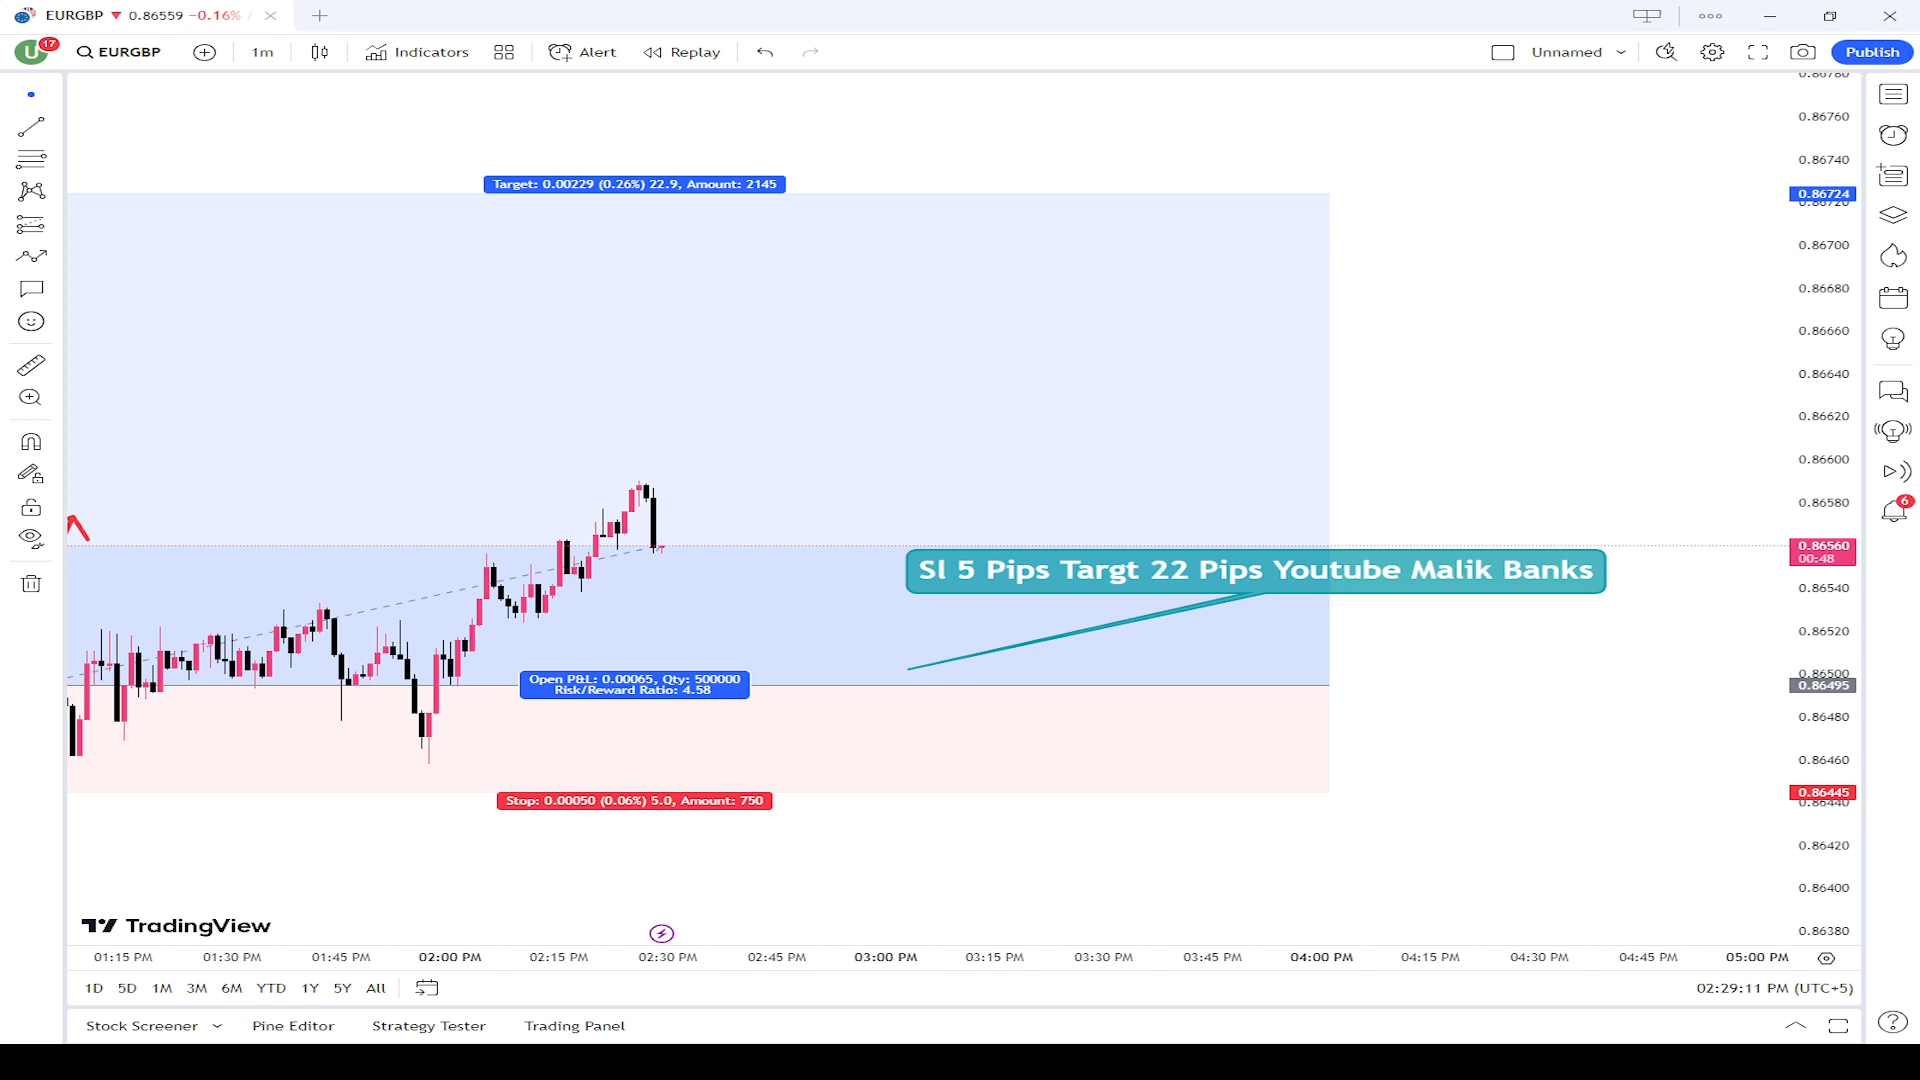 EURGBP ▼ 0.86559 −0.16% /
U 17 EURGBP 1m Indicators Alert Replay Unnamed Publish
0.86780
0.86760
0.86740
Target: 0.00229 (0.26%) 22.9, Amount: 2145
0.86724
0.86720
0.86700
0.86680
0.86660
0.86640
0.86620
0.86600
0.86580
6
0.86560
00:48
Sl 5 Pips Targt 22 Pips Youtube Malik Banks
0.86540
0.86520
0.86500
Open P&L: 0.00065, Qty: 500000
Risk/Reward Ratio: 4.58
0.86495
0.86480
0.86460
0.86445
0.86440
Stop: 0.00050 (0.06%) 5.0, Amount: 750
0.86420
0.86400
TradingView
0.86380
01:15 PM 01:30 PM 01:45 PM 02:00 PM 02:15 PM 02:30 PM 02:45 PM 03:00 PM 03:15 PM 03:30 PM 03:45 PM 04:00 PM 04:15 PM 04:30 PM 04:45 PM 05:00 PM
1D 5D 1M 3M 6M YTD 1Y 5Y All 02:29:11 PM (UTC+5)
Stock Screener Pine Editor Strategy Tester Trading Panel